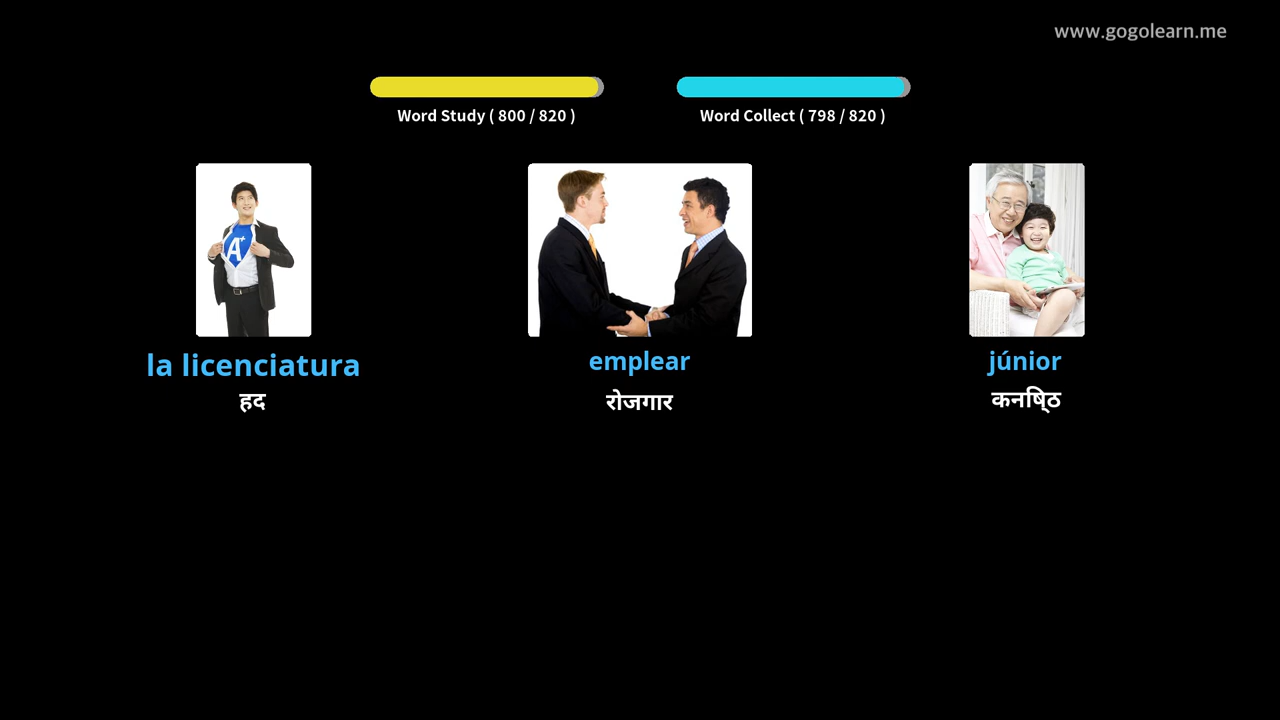 www.gogolearn.me
Word Study ( 800 / 820 )
Word Collect ( 798 / 820 )
A+
la licenciatura
हद
emplear
रोजगार
júnior
कनिष्ठ